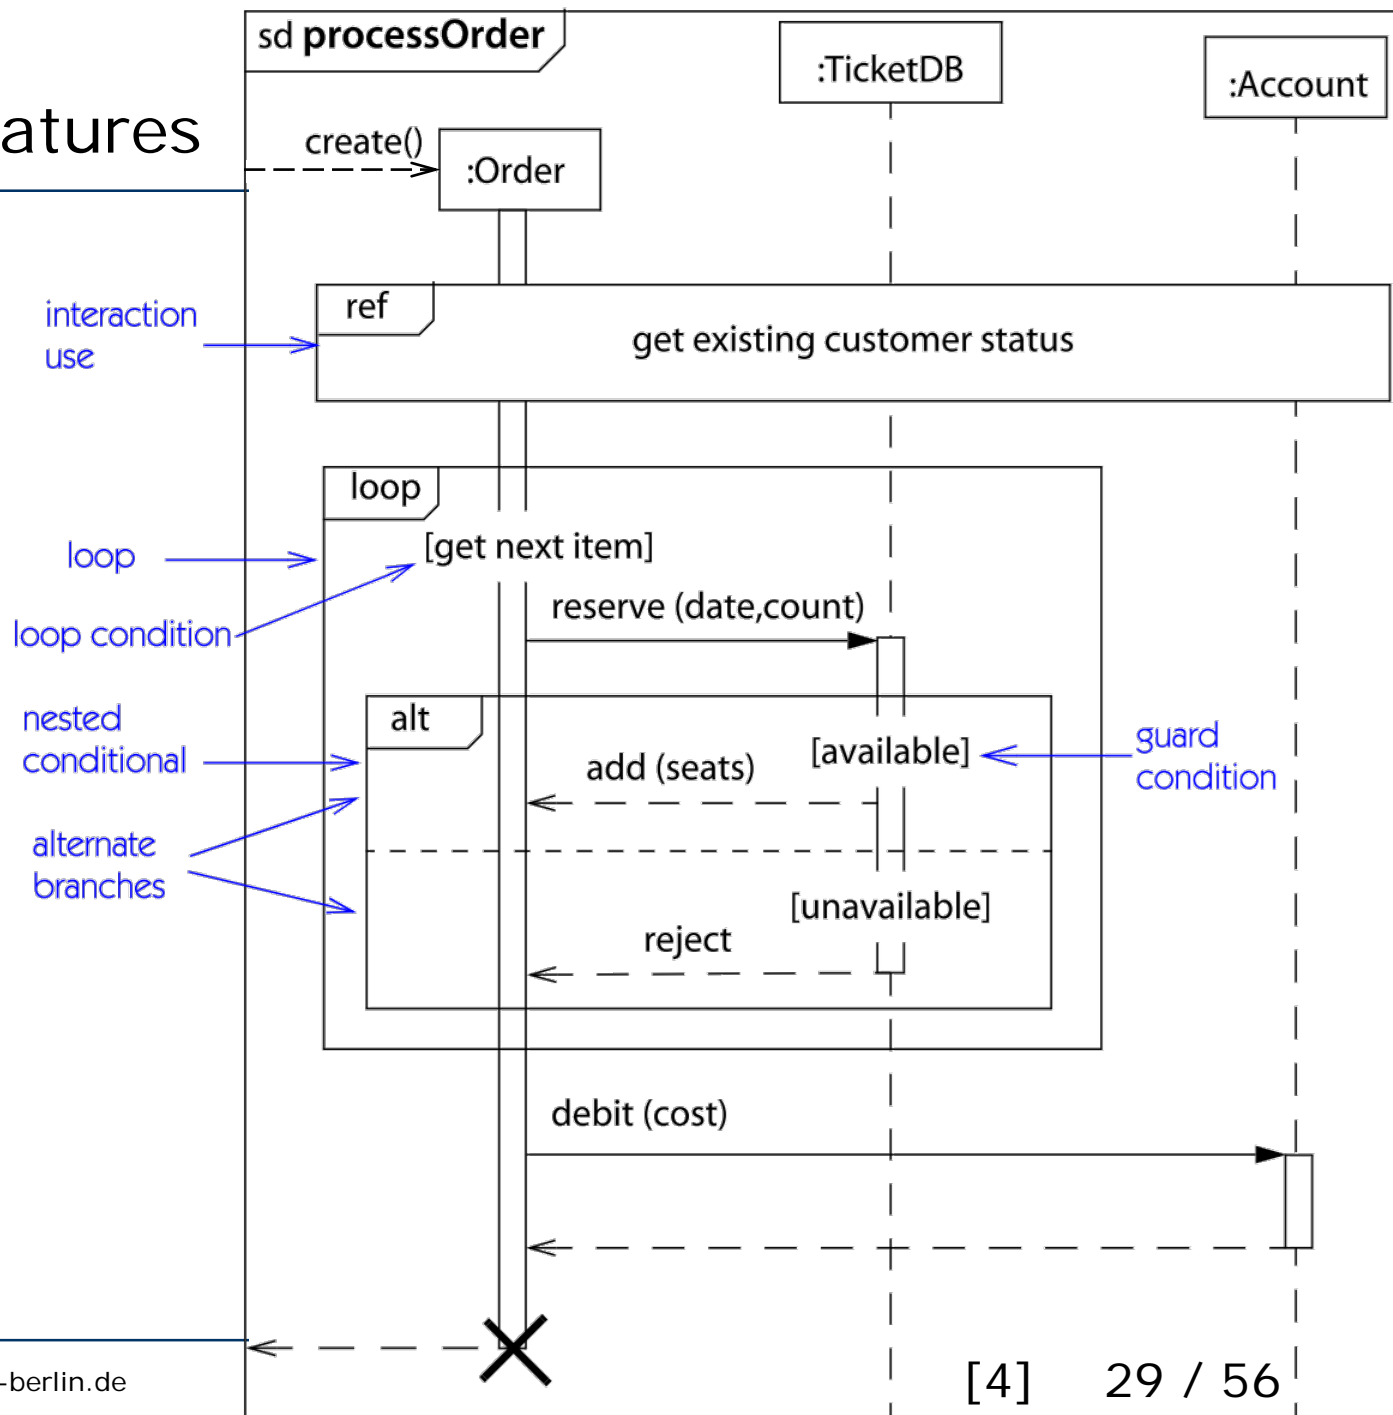 sd processOrder
:TicketDB
:Account
atures
create()
:Order
interaction
use
ref
get existing customer status
loop
loop
[get next item]
loop condition
reserve (date,count)
nested
conditional
alt
[available]
guard
condition
add (seats)
alternate
branches
[unavailable]
reject
debit (cost)
-berlin.de
[4] 29 / 56